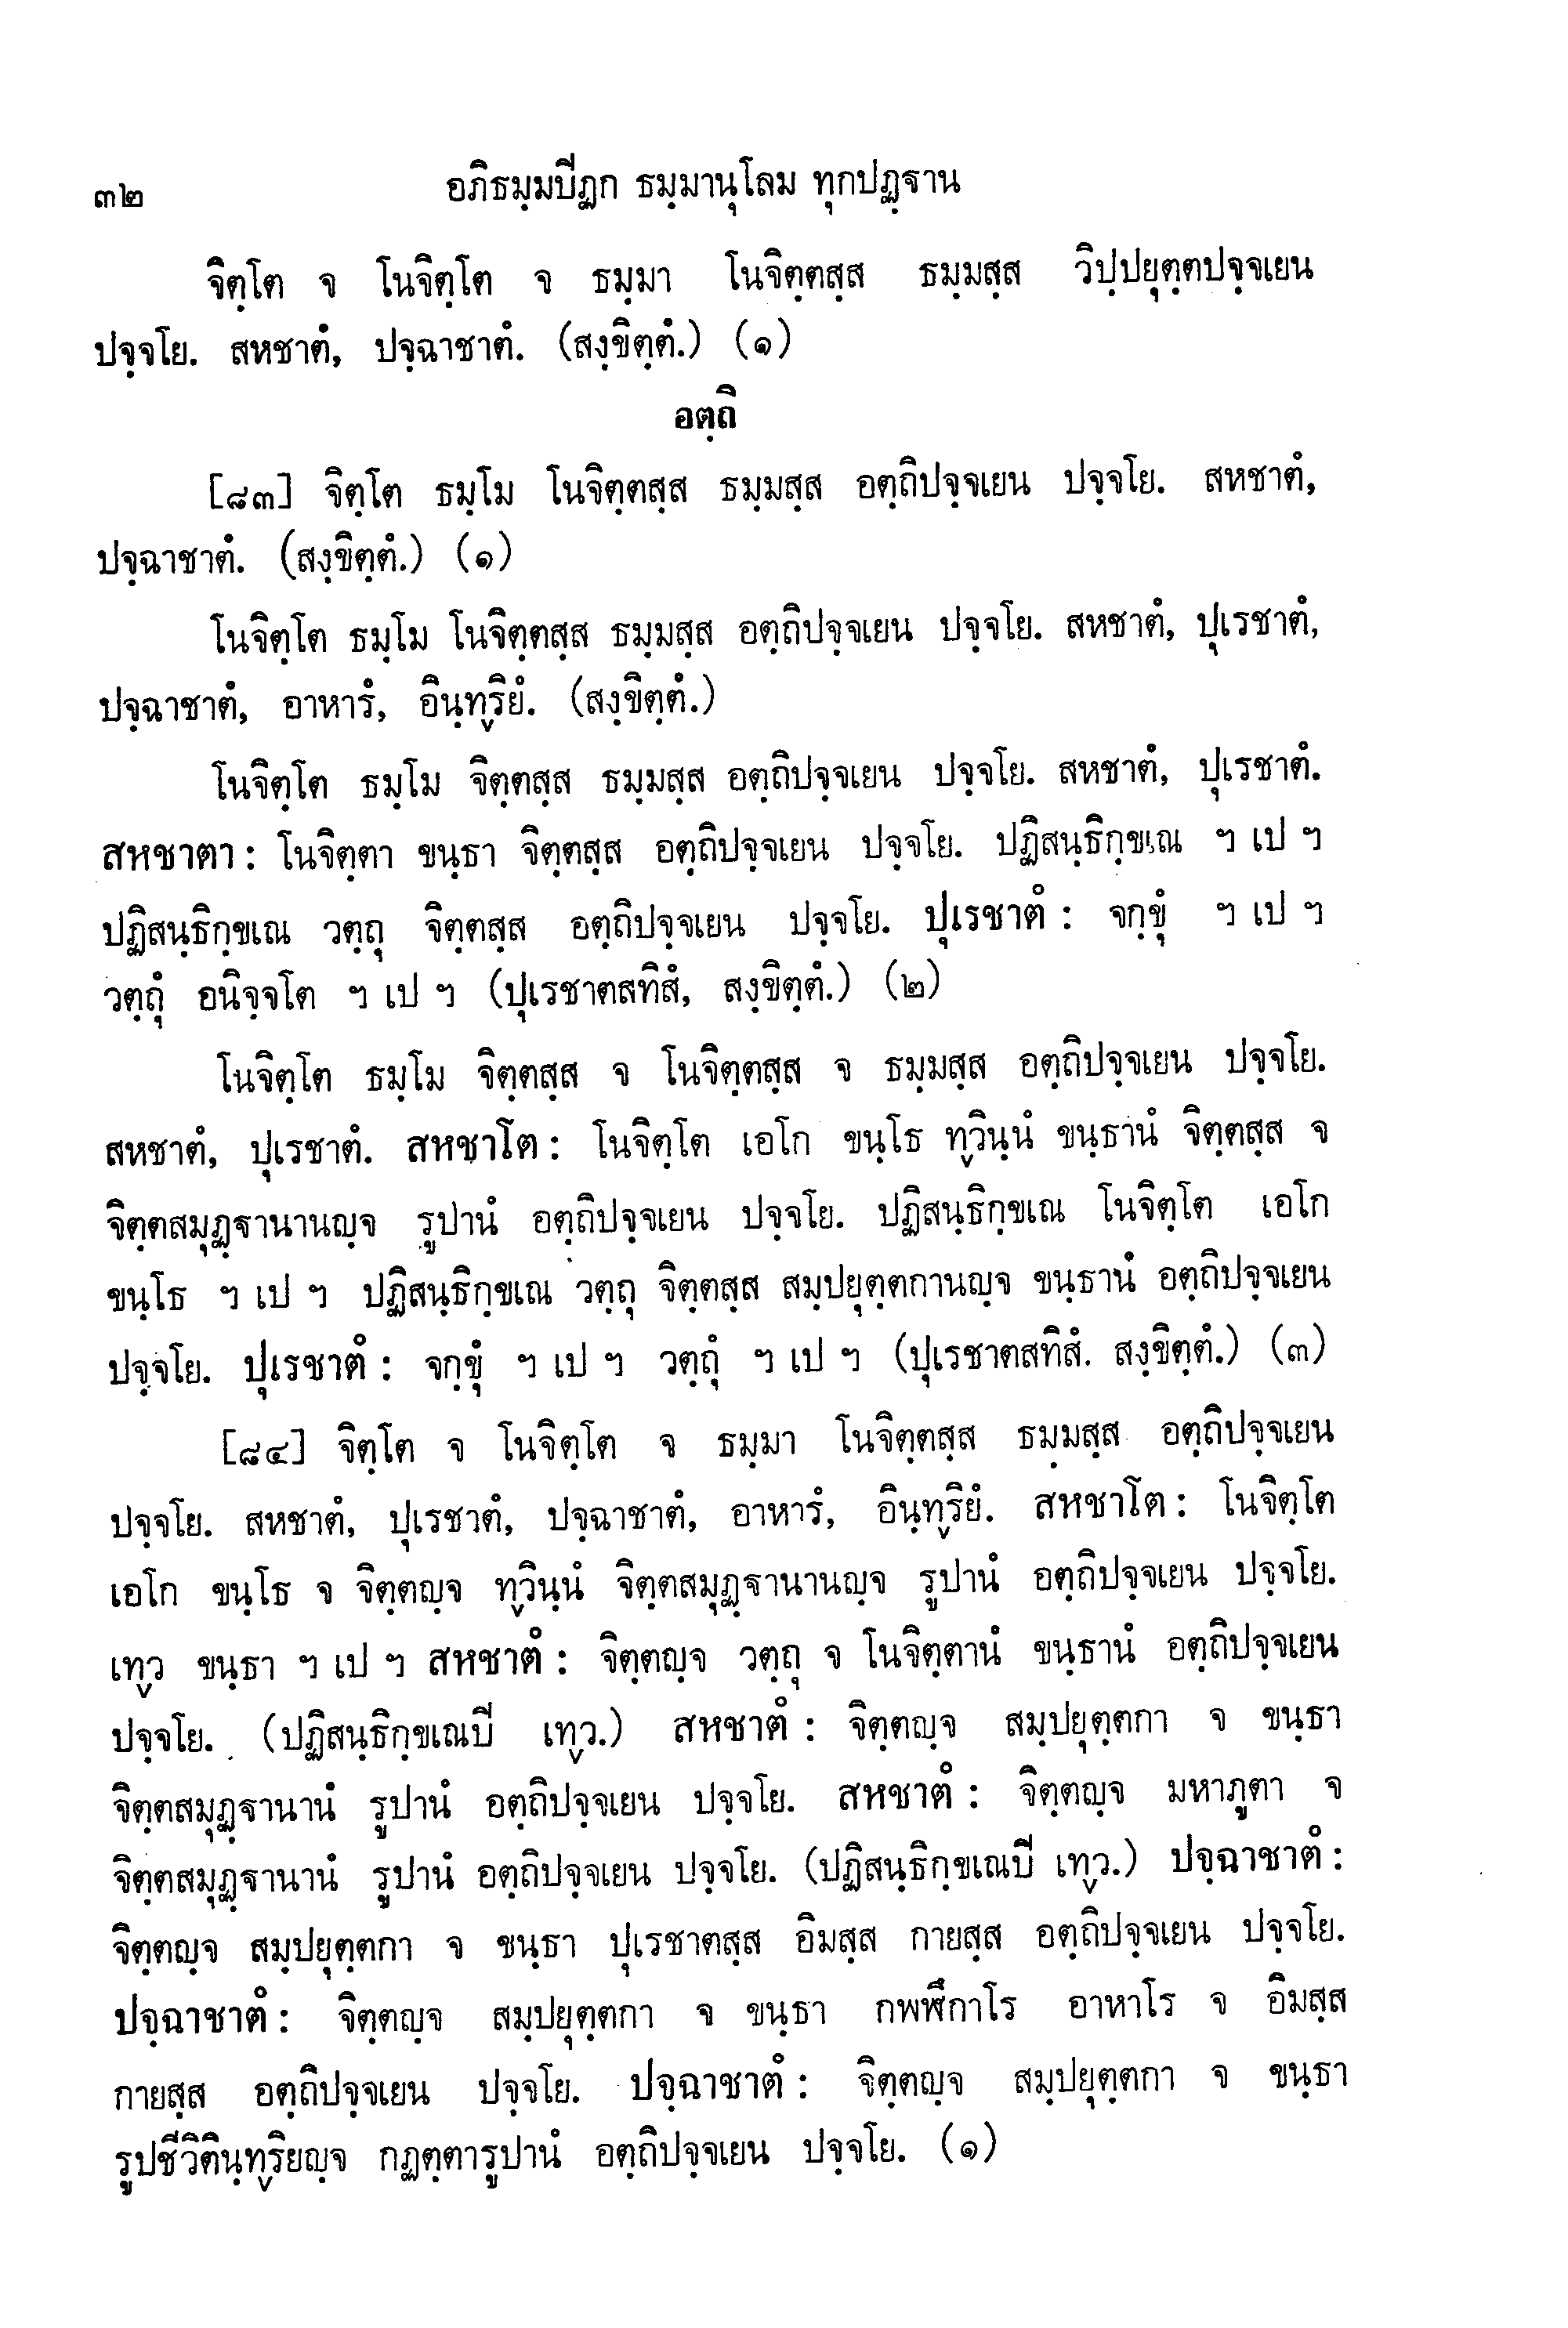 ๓๒ อภิธมฺมปีฏก ธมฺมานุโลม ทุกปฏฺฐาน
จิตฺโต จ โนจิตฺโต จ ธมฺมา โนจิตฺตสฺส ธมฺมสฺส วิปฺปยุตฺตปจฺจเยน
ปจฺจโย. สหชาตํ, ปจฺฉาชาตํ. (สงฺขิตฺตํ.) (๑)
อตฺถิ
[๘๓] จิตฺโต ธมฺโม โนจิตฺตสฺส ธมฺมสฺส อตฺถิปจฺจเยน ปจฺจโย. สหชาตํ,
ปจฺฉาชาตํ. (สงฺขิตฺตํ.) (๑)
โนจิตฺโต ธมฺโม โนจิตฺตสฺส ธมฺมสฺส อตฺถิปจฺจเยน ปจฺจโย. สหชาตํ, ปุเรชาตํ,
ปจฺฉาชาตํ, อาหารํ, อินฺทฺริยํ. (สงฺขิตฺตํ.)
โนจิตฺโต ธมฺโม จิตฺตสฺส ธมฺมสฺส อตฺถิปจฺจเยน ปจฺจโย. สหชาตํ, ปุเรชาตํ.
สหชาตา : โนจิตฺตา ขนฺธา จิตฺตสฺส อตฺถิปจฺจเยน ปจฺจโย. ปฏิสนฺธิกฺขเณ ฯ เป ฯ
ปฏิสนฺธิกฺขเณ วตฺถุ จิตฺตสฺส อตฺถิปจฺจเยน ปจฺจโย. ปุเรชาตํ : จกฺขุํ ฯ เป ฯ
วตฺถุํ อนิจฺจโต ฯ เป ฯ (ปุเรชาตสทิสํ, สงฺขิตฺตํ.) (๒)
โนจิตฺโต ธมฺโม จิตฺตสฺส จ โนจิตฺตสฺส จ ธมฺมสฺส อตฺถิปจฺจเยน ปจฺจโย.
สหชาตํ, ปุเรชาตํ. สหชาโต : โนจิตฺโต เอโก ขนฺโธ ทฺวินฺนํ ขนฺธานํ จิตฺตสฺส จ
จิตฺตสมุฏฺฐานานญฺจ รูปานํ อตฺถิปจฺจเยน ปจฺจโย. ปฏิสนฺธิกฺขเณ โนจิตฺโต เอโก
ขนฺโธ ฯ เป ฯ ปฏิสนฺธิกฺขเณ วตฺถุ จิตฺตสฺส สมฺปยุตฺตกานญฺจ ขนฺธานํ อตฺถิปจฺจเยน
ปจฺจโย. ปุเรชาตํ : จกฺขุํ ฯ เป ฯ วตฺถุํ ฯ เป ฯ (ปุเรชาตสทิสํ. สงฺขิตฺตํ.) (๓)
[๘๔] จิตฺโต จ โนจิตฺโต จ ธมฺมา โนจิตฺตสฺส ธมฺมสฺส อตฺถิปจฺจเยน
ปจฺจโย. สหชาตํ, ปุเรชาตํ, ปจฺฉาชาตํ, อาหารํ, อินฺทฺริยํ. สหชาโต : โนจิตฺโต
เอโก ขนฺโธ จ จิตฺตญฺจ ทฺวินฺนํ จิตฺตสมุฏฺฐานานญฺจ รูปานํ อตฺถิปจฺจเยน ปจฺจโย.
เทฺว ขนฺธา ฯ เป ฯ สหชาตํ : จิตฺตญฺจ วตฺถุ จ โนจิตฺตานํ ขนฺธานํ อตฺถิปจฺจเยน
ปจฺจโย. (ปฏิสนฺธิกฺขเณปี เทฺว.) สหชาตํ : จิตฺตญฺจ สมฺปยุตฺตกา จ ขนฺธา
จิตฺตสมุฏฺฐานานํ รูปานํ อตฺถิปจฺจเยน ปจฺจโย. สหชาตํ : จิตฺตญฺจ มหาภูตา จ
จิตฺตสมุฏฺฐานานํ รูปานํ อตฺถิปจฺจเยน ปจฺจโย. (ปฏิสนฺธิกฺขเณปี เทฺว.) ปจฺฉาชาตํ :
จิตฺตญฺจ สมฺปยุตฺตกา จ ขนฺธา ปุเรชาตสฺส อิมสฺส กายสฺส อตฺถิปจฺจเยน ปจฺจโย.
ปจฺฉาชาตํ : จิตฺตญฺจ สมฺปยุตฺตกา จ ขนฺธา กพฬีกาโร อาหาโร จ อิมสฺส
กายสฺส อตฺถิปจฺจเยน ปจฺจโย. ปจฺฉาชาตํ : จิตฺตญฺจ สมฺปยุตฺตกา จ ขนฺธา
รูปชีวิตินฺทฺริยญฺจ กฏตฺตารูปานํ อตฺถิปจฺจเยน ปจฺจโย. (๑)